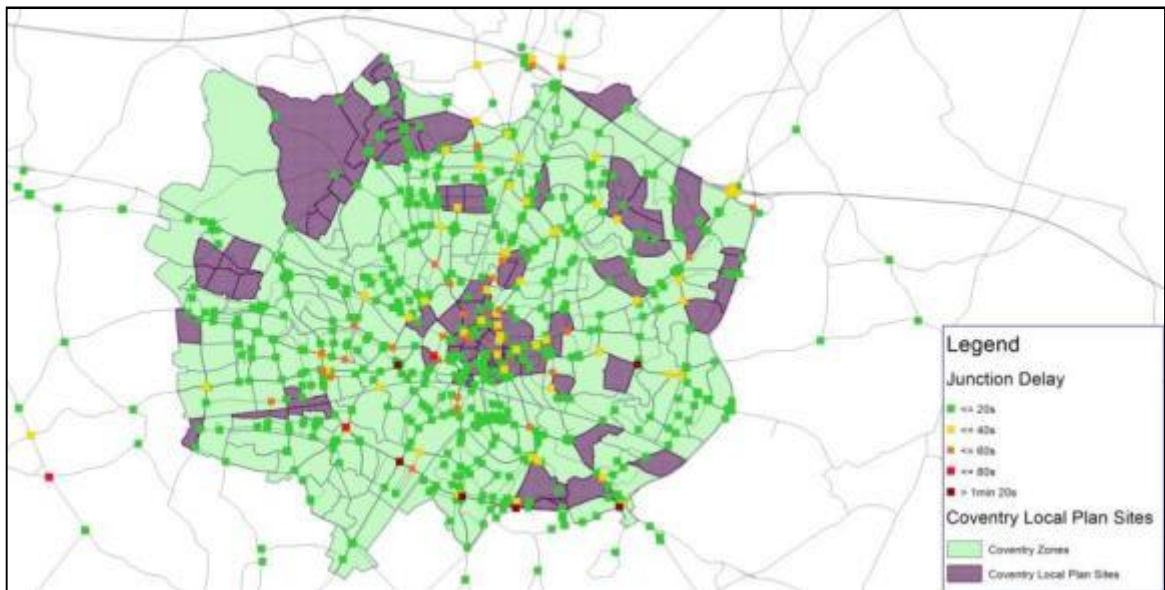 Legend
Junction Delay
<= 20s
<= 40s
<= 60s
<= 80s
> 1min 20s
Coventry Local Plan Sites
Coventry Zones
Coventry Local Plan Sites